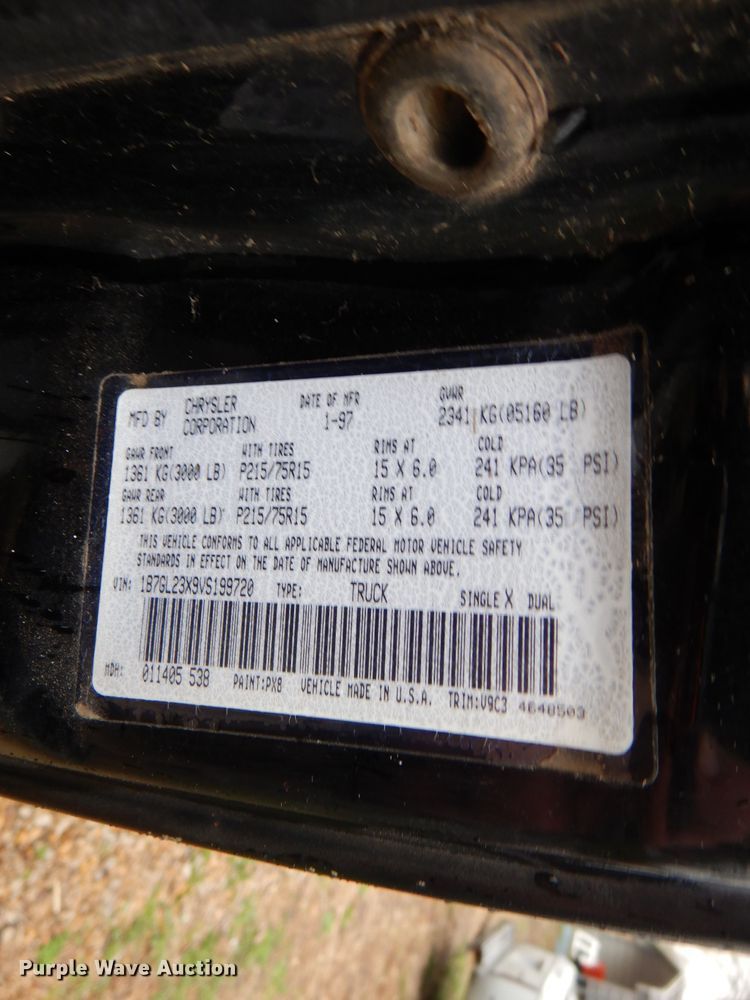 MFD BY CHRYSLER CORPORATION DATE OF MFR 1-97 GVWR 2341 KG(05160 LB)
GAWR FRONT WITH TIRES RIMS AT COLD
1361 KG(3000 LB) P215/75R15 15 X 6.0 241 KPA(35 PSI)
GAWR REAR WITH TIRES RIMS AT COLD
1361 KG(3000 LB) P215/75R15 15 X 6.0 241 KPA(35 PSI)
THIS VEHICLE CONFORMS TO ALL APPLICABLE FEDERAL MOTOR VEHICLE SAFETY
STANDARDS IN EFFECT ON THE DATE OF MANUFACTURE SHOWN ABOVE.
VIN: 1B7GL23X9VS199720 TYPE: TRUCK SINGLE X DUAL
MDH: 011405 538 PAINT:PX8 VEHICLE MADE IN U.S.A. TRIM:V9C3 4648503
Purple Wave Auction